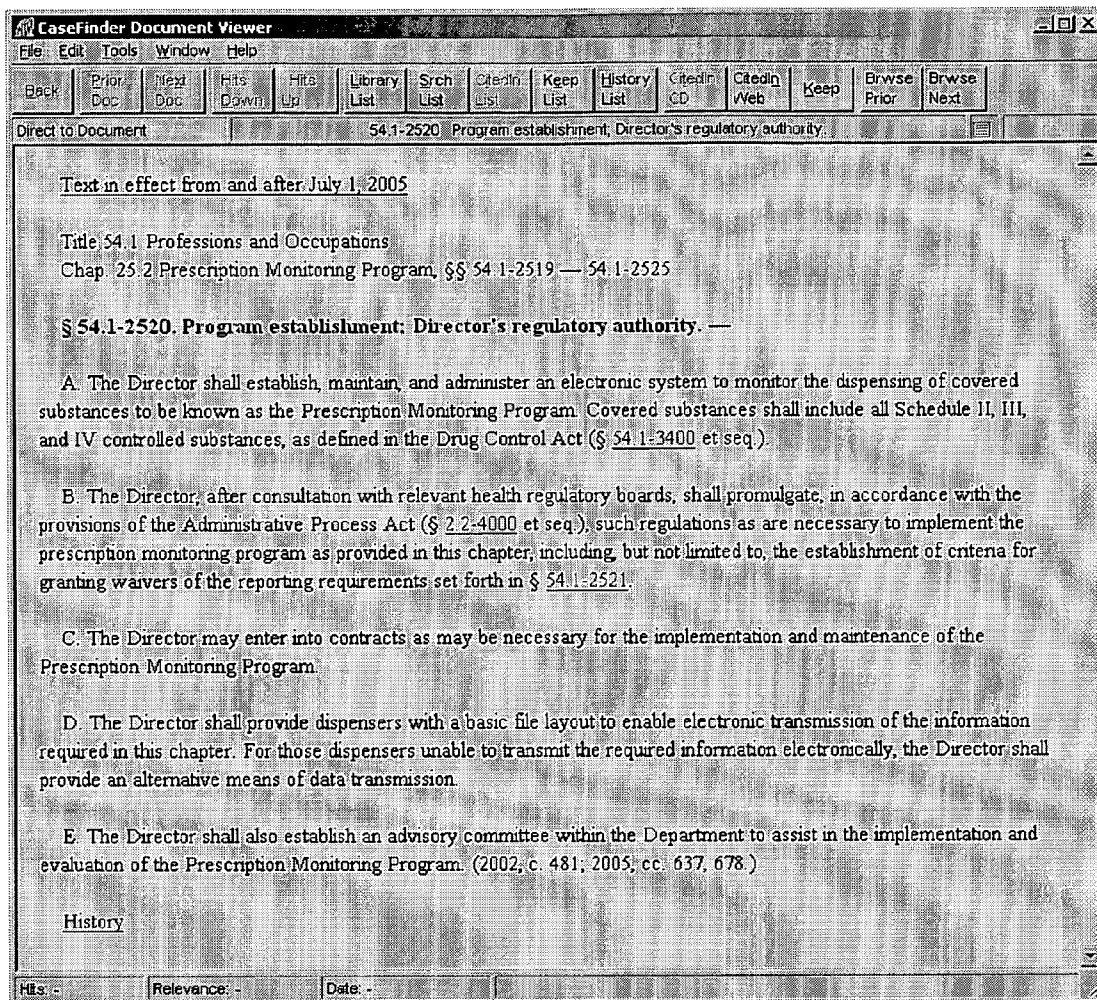 CaseFinder Document Viewer
File Edit Tools Window Help
Back Prior Doc Next Doc Hits Down Hits Up Library List Srch List CitedIn List Keep List History List CitedIn CD CitedIn Web Keep Brwse Prior Brwse Next
Direct to Document 54.1-2520 Program establishment; Director's regulatory authority.
Text in effect from and after July 1, 2005
Title 54.1 Professions and Occupations
Chap. 25.2 Prescription Monitoring Program, §§ 54.1-2519 — 54.1-2525
§ 54.1-2520. Program establishment; Director's regulatory authority. —
A. The Director shall establish, maintain, and administer an electronic system to monitor the dispensing of covered
substances to be known as the Prescription Monitoring Program. Covered substances shall include all Schedule II, III,
and IV controlled substances, as defined in the Drug Control Act (§ 54.1-3400 et seq.).
B. The Director, after consultation with relevant health regulatory boards, shall promulgate, in accordance with the
provisions of the Administrative Process Act (§ 2.2-4000 et seq.), such regulations as are necessary to implement the
prescription monitoring program as provided in this chapter, including, but not limited to, the establishment of criteria for
granting waivers of the reporting requirements set forth in § 54.1-2521.
C. The Director may enter into contracts as may be necessary for the implementation and maintenance of the
Prescription Monitoring Program.
D. The Director shall provide dispensers with a basic file layout to enable electronic transmission of the information
required in this chapter. For those dispensers unable to transmit the required information electronically, the Director shall
provide an alternative means of data transmission.
E. The Director shall also establish an advisory committee within the Department to assist in the implementation and
evaluation of the Prescription Monitoring Program. (2002, c. 481; 2005, cc. 637, 678.)
History
Hits: - Relevance: - Date: -